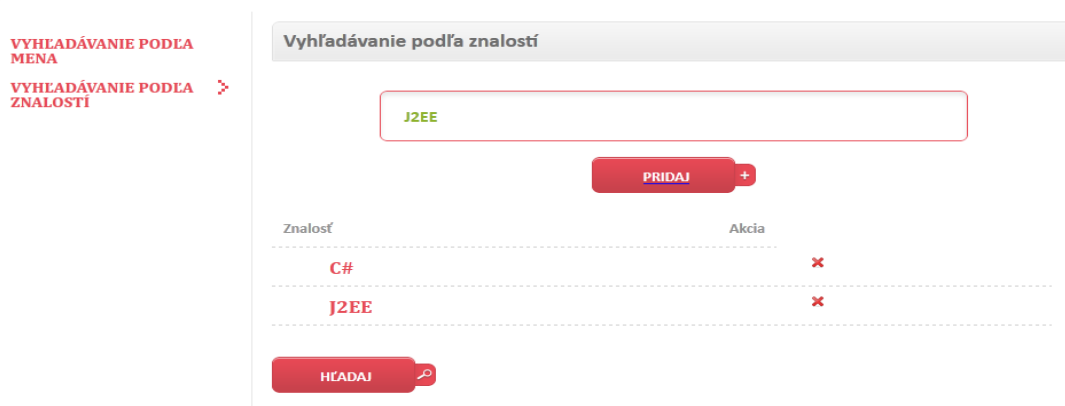 VYHĽADÁVANIE PODĽA
MENA
VYHĽADÁVANIE PODĽA
ZNALOSTÍ
Vyhľadávanie podľa znalostí
J2EE
PRIDAJ +
Znalosť Akcia
C#
J2EE
HĽADAJ